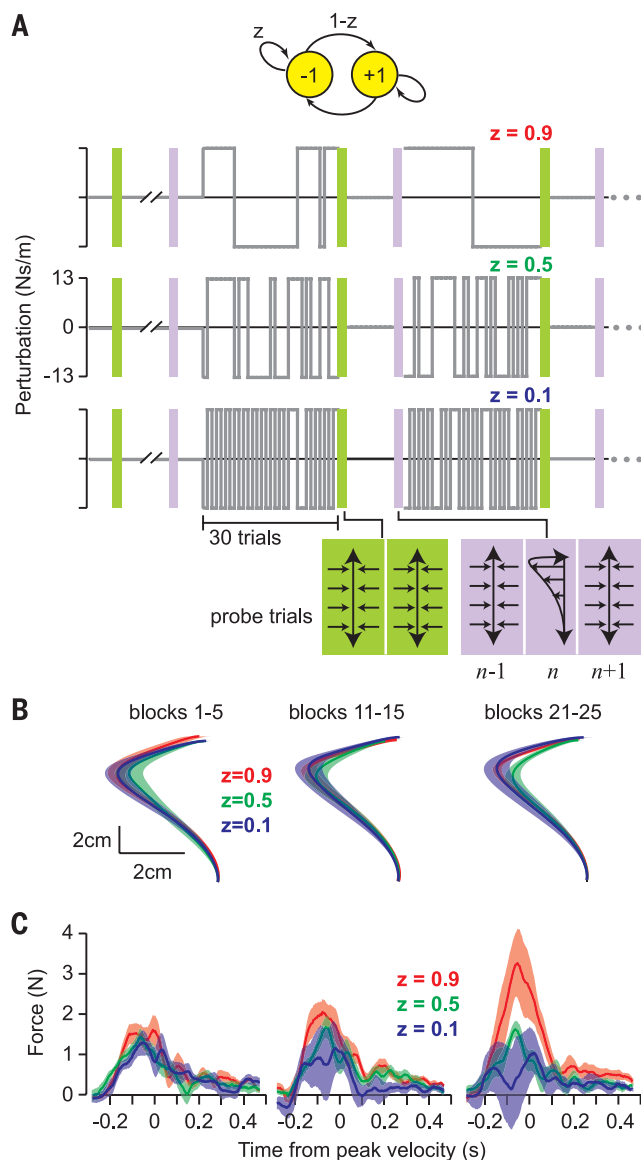 A
z
1-z
-1
+1
z = 0.9
Perturbation (Ns/m)
13
0
-13
z = 0.5
z = 0.1
30 trials
probe trials
n-1
n
n+1
B
blocks 1-5
blocks 11-15
blocks 21-25
z=0.9
z=0.5
z=0.1
2cm
2cm
C
Force (N)
4
3
2
1
0
z = 0.9
z = 0.5
z = 0.1
-0.2 0 0.2 0.4
-0.2 0 0.2 0.4
-0.2 0 0.2 0.4
Time from peak velocity (s)